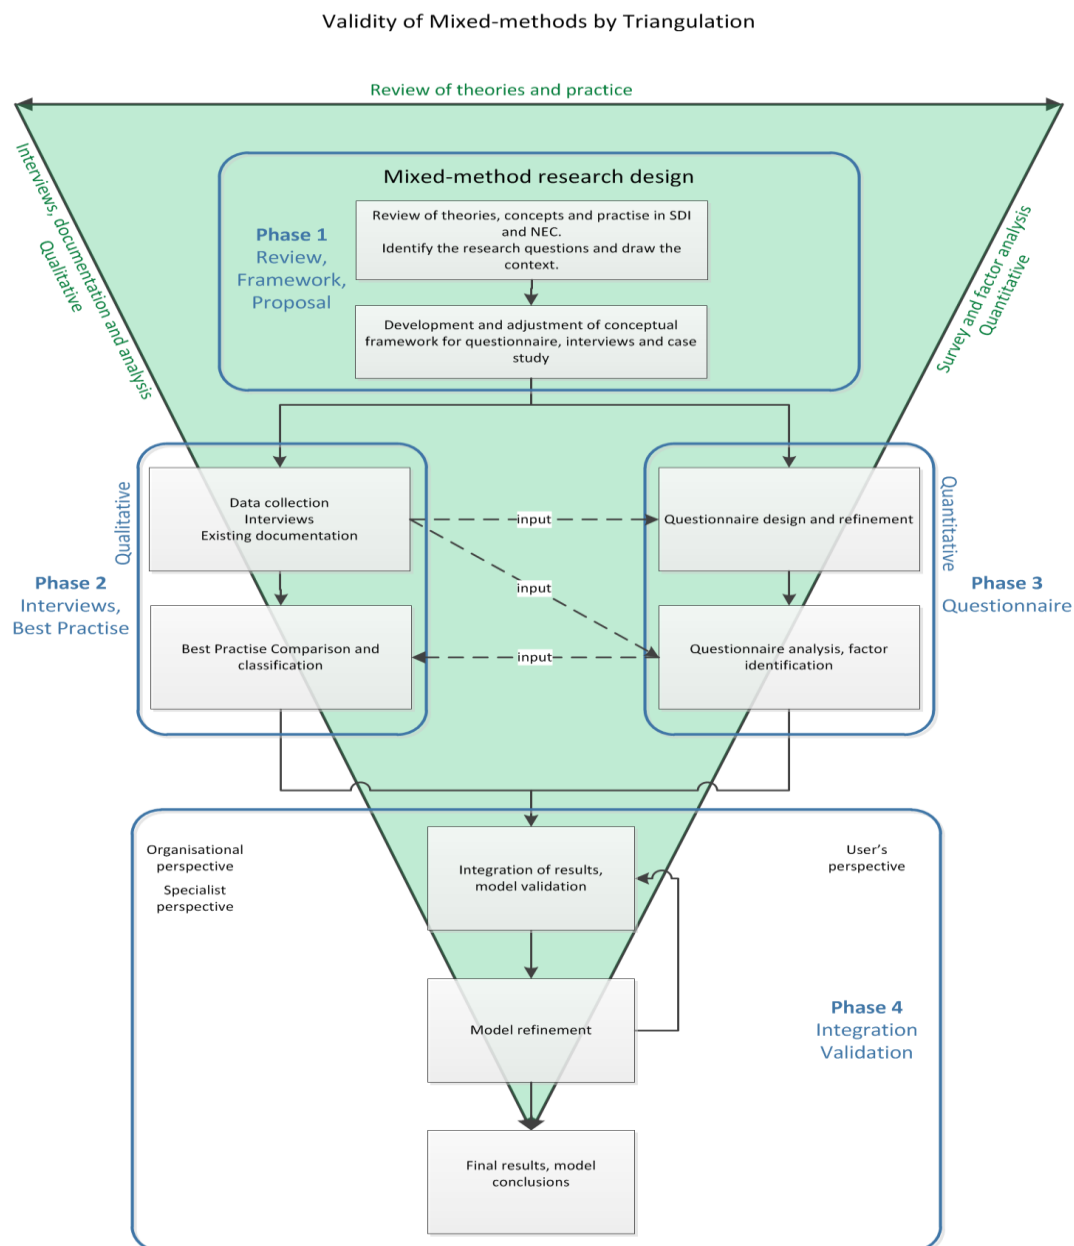 Validity of Mixed-methods by Triangulation
Review of theories and practice
Interviews, documentation and analysis
Qualitative
Survey and factor analysis
Quantitative
Mixed-method research design
Phase 1
Review,
Framework,
Proposal
Review of theories, concepts and practise in SDI
and NEC.
Identify the research questions and draw the
context.
Development and adjustment of conceptual
framework for questionnaire, interviews and case
study
Qualitative
Phase 2
Interviews,
Best Practise
Data collection
Interviews
Existing documentation
Best Practise Comparison and
classification
input
input
input
Questionnaire design and refinement
Questionnaire analysis, factor
identification
Quantitative
Phase 3
Questionnaire
Organisational
perspective
Specialist
perspective
Integration of results,
model validation
User's
perspective
Model refinement
Phase 4
Integration
Validation
Final results, model
conclusions